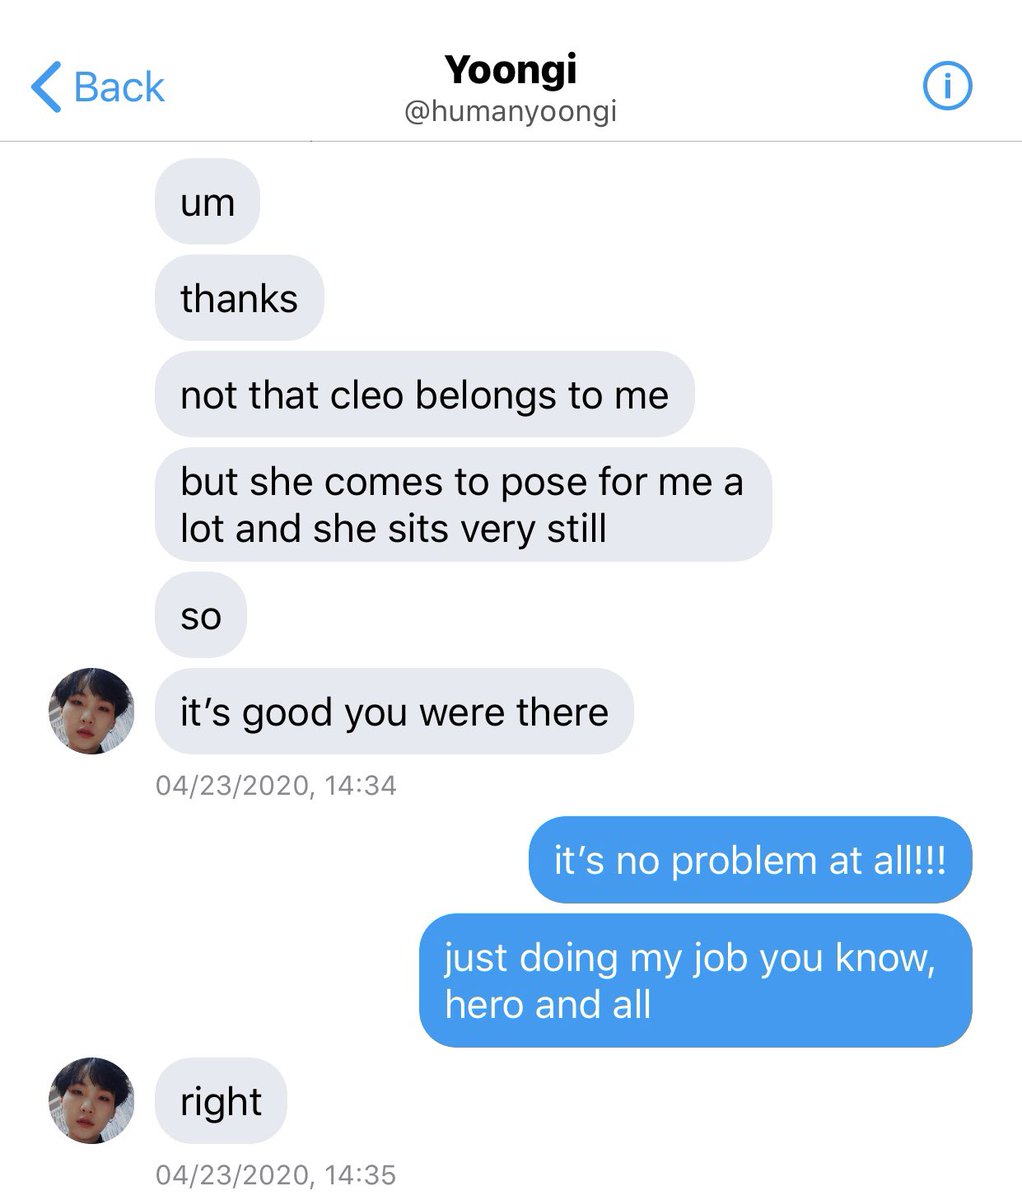 Back
Yoongi
@humanyoongi
um
thanks
not that cleo belongs to me
but she comes to pose for me a
lot and she sits very still
so
it’s good you were there
04/23/2020, 14:34
it’s no problem at all!!!
just doing my job you know,
hero and all
right
04/23/2020, 14:35